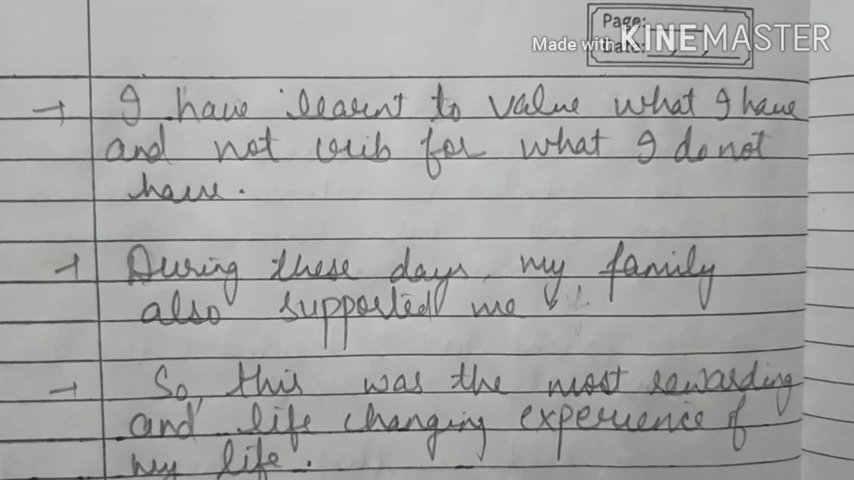 Page:
Date:
Made with KINEMASTER
→ I have learnt to value what I have
and not crib for what I do not
have.
→ During these days, my family
also supported me
→ So, this was the most rewarding
and life changing experience of
my life.